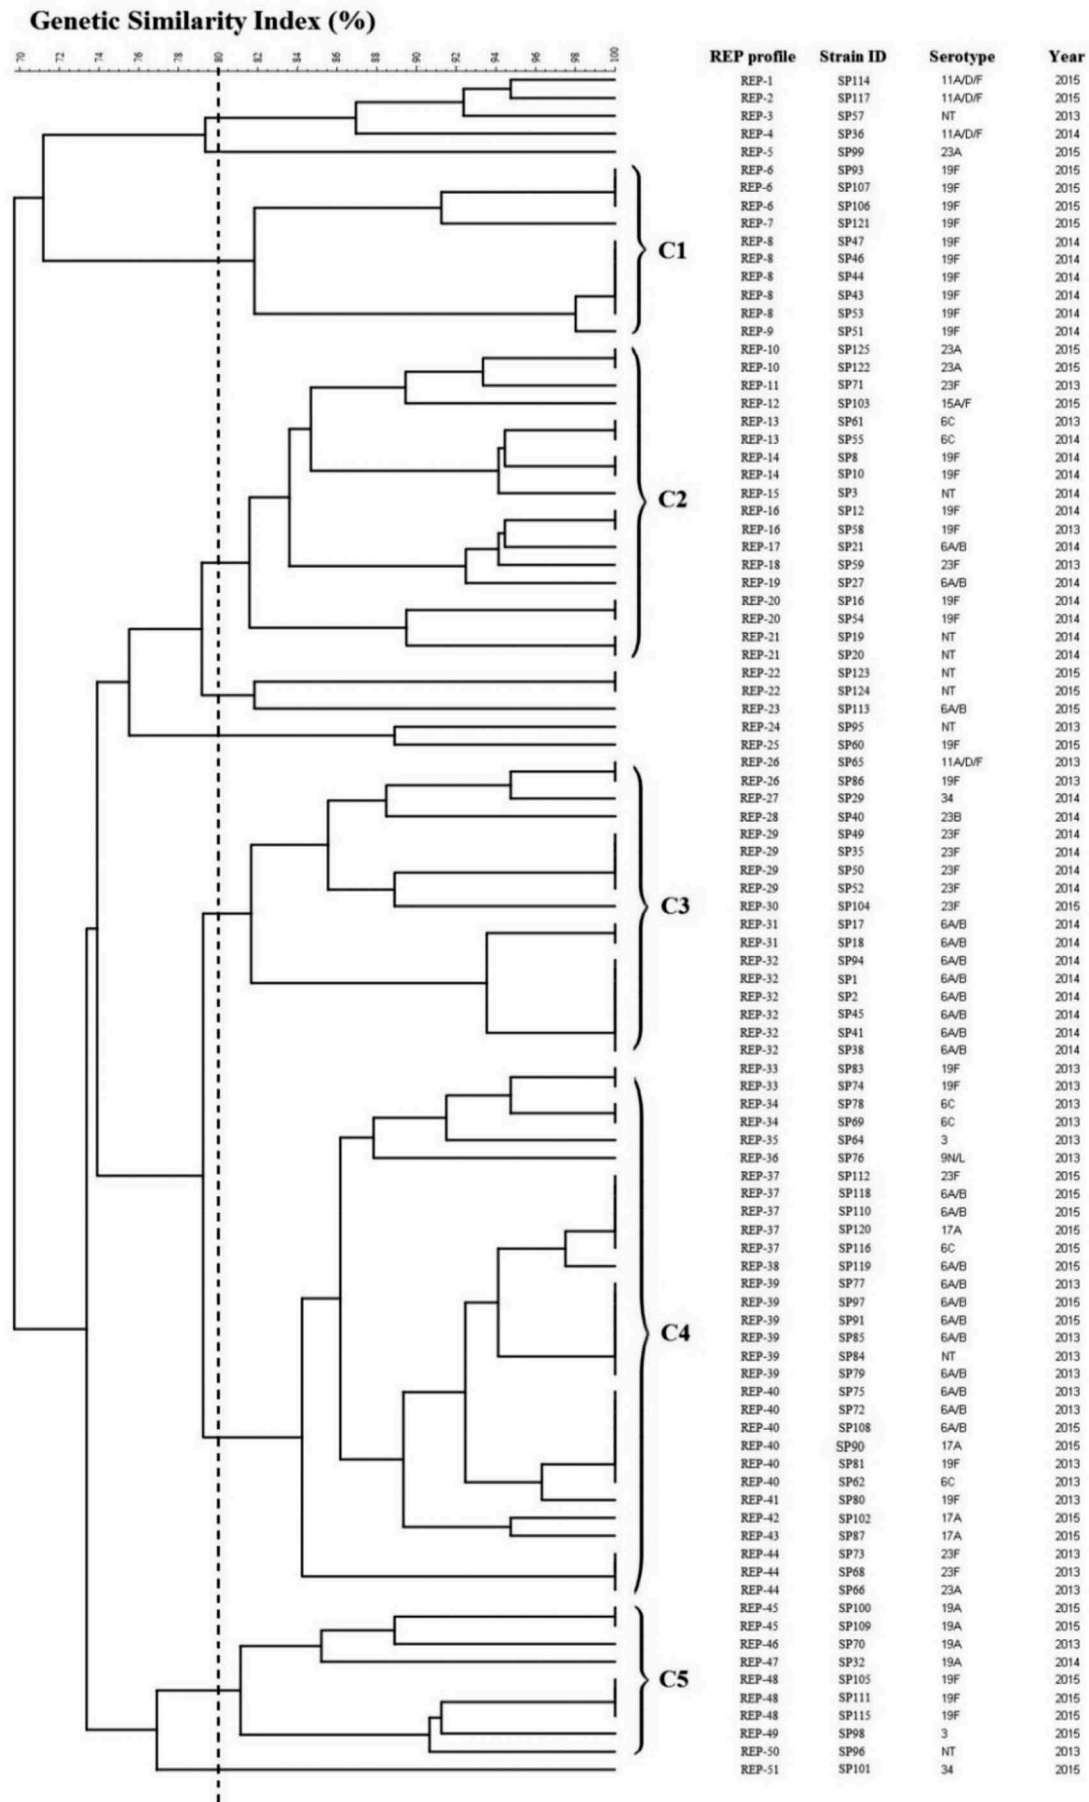 Genetic Similarity Index (%)
70 72 74 76 78 80 82 84 86 88 90 92 94 96 98 100
REP profile Strain ID Serotype Year
REP-1 SP114 11A/D/F 2015
REP-2 SP117 11A/D/F 2015
REP-3 SP57 NT 2013
REP-4 SP36 11A/D/F 2014
REP-5 SP99 23A 2015
REP-6 SP93 19F 2015
REP-6 SP107 19F 2015
REP-6 SP106 19F 2015
REP-7 SP121 19F 2015
REP-8 SP47 19F 2014
C1
REP-8 SP46 19F 2014
REP-8 SP44 19F 2014
REP-8 SP43 19F 2014
REP-8 SP53 19F 2014
REP-9 SP51 19F 2014
REP-10 SP125 23A 2015
REP-10 SP122 23A 2015
REP-11 SP71 23F 2013
REP-12 SP103 15A/F 2015
REP-13 SP61 6C 2013
REP-13 SP55 6C 2014
REP-14 SP8 19F 2014
REP-14 SP10 19F 2014
REP-15 SP3 NT 2014
C2
REP-16 SP12 19F 2014
REP-16 SP58 19F 2013
REP-17 SP21 6A/B 2014
REP-18 SP59 23F 2013
REP-19 SP27 6A/B 2014
REP-20 SP16 19F 2014
REP-20 SP54 19F 2014
REP-21 SP19 NT 2014
REP-21 SP20 NT 2014
REP-22 SP123 NT 2015
REP-22 SP124 NT 2015
REP-23 SP113 6A/B 2015
REP-24 SP95 NT 2013
REP-25 SP60 19F 2015
REP-26 SP65 11A/D/F 2013
REP-26 SP86 19F 2013
REP-27 SP29 34 2014
REP-28 SP40 23B 2014
REP-29 SP49 23F 2014
REP-29 SP35 23F 2014
REP-29 SP50 23F 2014
REP-29 SP52 23F 2014
C3
REP-30 SP104 23F 2015
REP-31 SP17 6A/B 2014
REP-31 SP18 6A/B 2014
REP-32 SP94 6A/B 2014
REP-32 SP1 6A/B 2014
REP-32 SP2 6A/B 2014
REP-32 SP45 6A/B 2014
REP-32 SP41 6A/B 2014
REP-32 SP38 6A/B 2014
REP-33 SP83 19F 2013
REP-33 SP74 19F 2013
REP-34 SP78 6C 2013
REP-34 SP69 6C 2013
REP-35 SP64 3 2013
REP-36 SP76 9N/L 2013
REP-37 SP112 23F 2015
REP-37 SP118 6A/B 2015
REP-37 SP110 6A/B 2015
REP-37 SP120 17A 2015
REP-37 SP116 6C 2015
REP-38 SP119 6A/B 2015
REP-39 SP77 6A/B 2013
REP-39 SP97 6A/B 2015
REP-39 SP91 6A/B 2015
C4
REP-39 SP85 6A/B 2013
REP-39 SP84 NT 2013
REP-39 SP79 6A/B 2013
REP-40 SP75 6A/B 2013
REP-40 SP72 6A/B 2013
REP-40 SP108 6A/B 2015
REP-40 SP90 17A 2015
REP-40 SP81 19F 2013
REP-40 SP62 6C 2013
REP-41 SP80 19F 2013
REP-42 SP102 17A 2015
REP-43 SP87 17A 2015
REP-44 SP73 23F 2013
REP-44 SP68 23F 2013
REP-44 SP66 23A 2013
REP-45 SP100 19A 2015
REP-45 SP109 19A 2015
REP-46 SP70 19A 2013
REP-47 SP32 19A 2014
C5
REP-48 SP105 19F 2015
REP-48 SP111 19F 2015
REP-48 SP115 19F 2015
REP-49 SP98 3 2015
REP-50 SP96 NT 2013
REP-51 SP101 34 2015